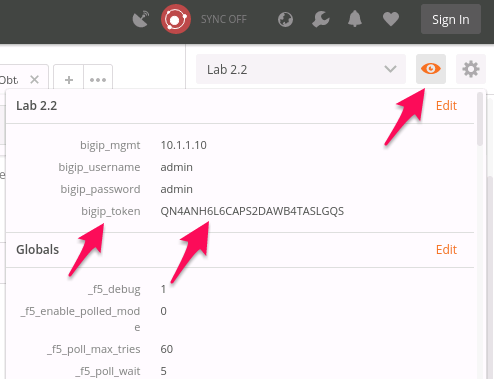 SYNC OFF
Sign In
Obt
Lab 2.2
Lab 2.2
Edit
bigip_mgmt 10.1.1.10
bigip_username admin
bigip_password admin
bigip_token QN4ANH6L6CAPS2DAWB4TASLGQS
Globals
Edit
_f5_debug 1
_f5_enable_polled_mod 0
e
_f5_poll_max_tries 60
_f5_poll_wait 5